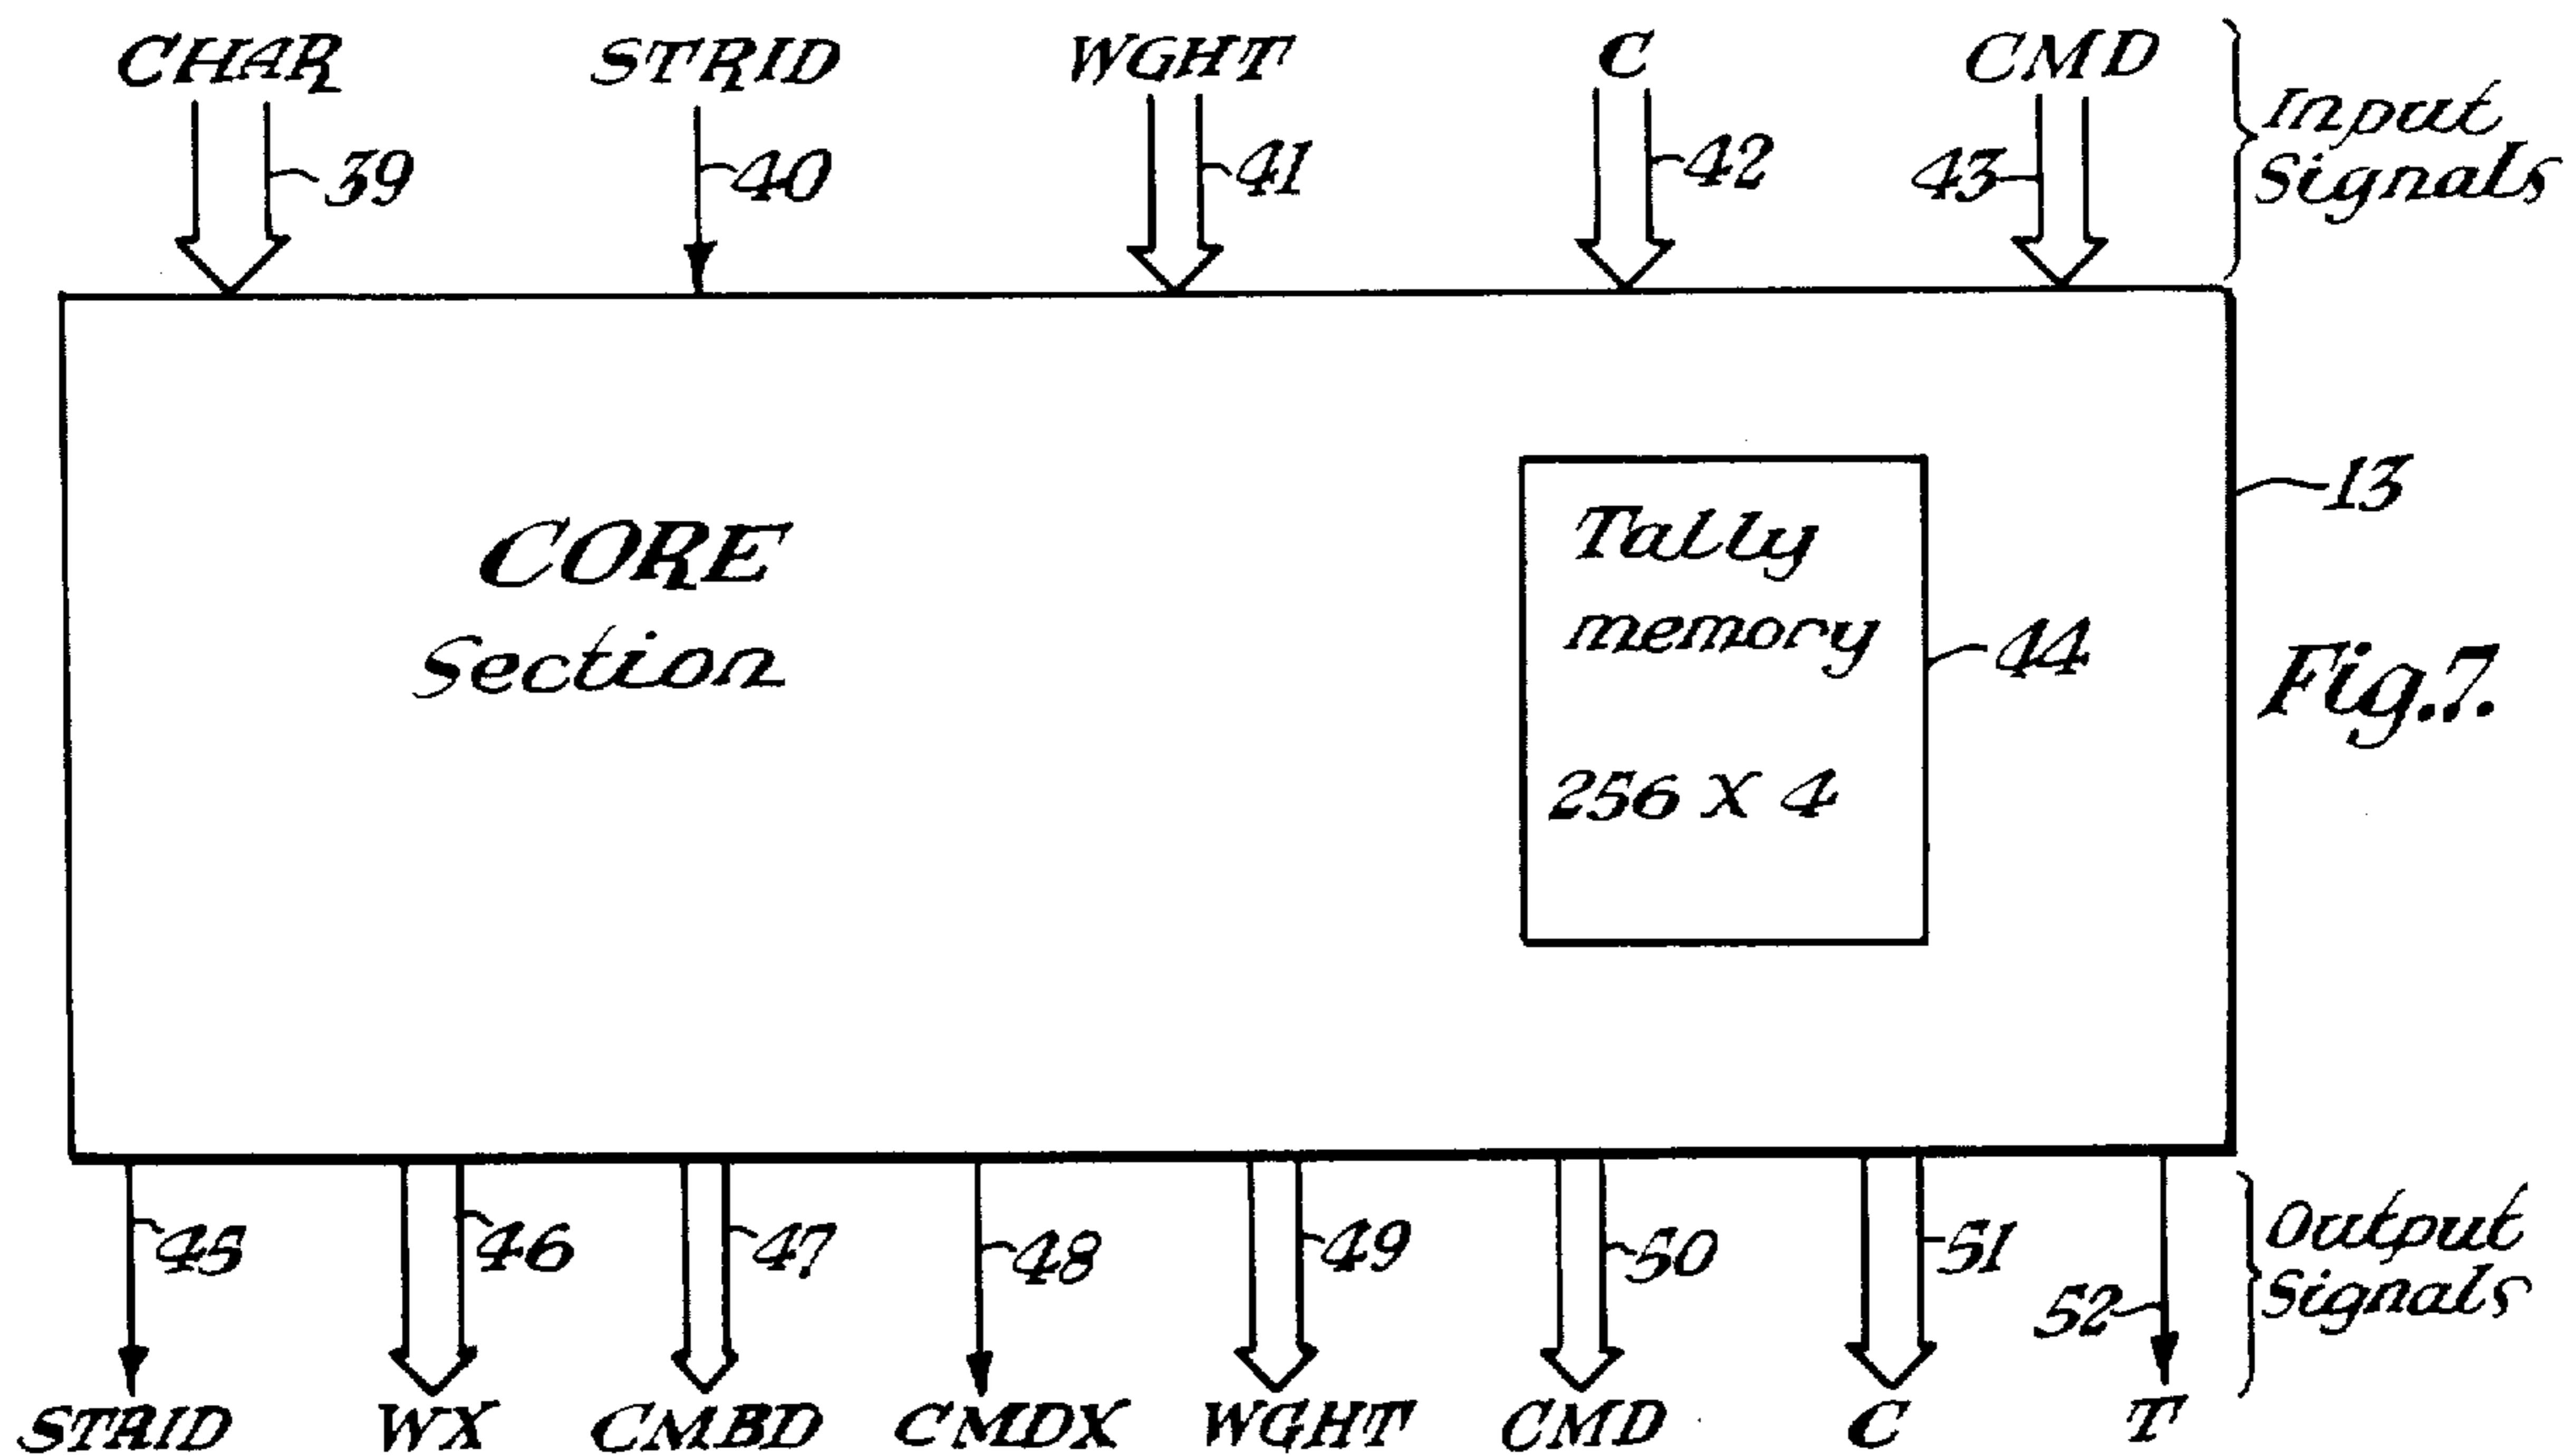 CHAR STRID WGHT C CMD
Input
Signals
39 40 41 42 43
13
CORE
Section
Tally
memory
256 X 4
44
Fig.7.
45 46 47 48 49 50 51 52
Output
Signals
STRID WX CMBD CMDX WGHT CMD C T